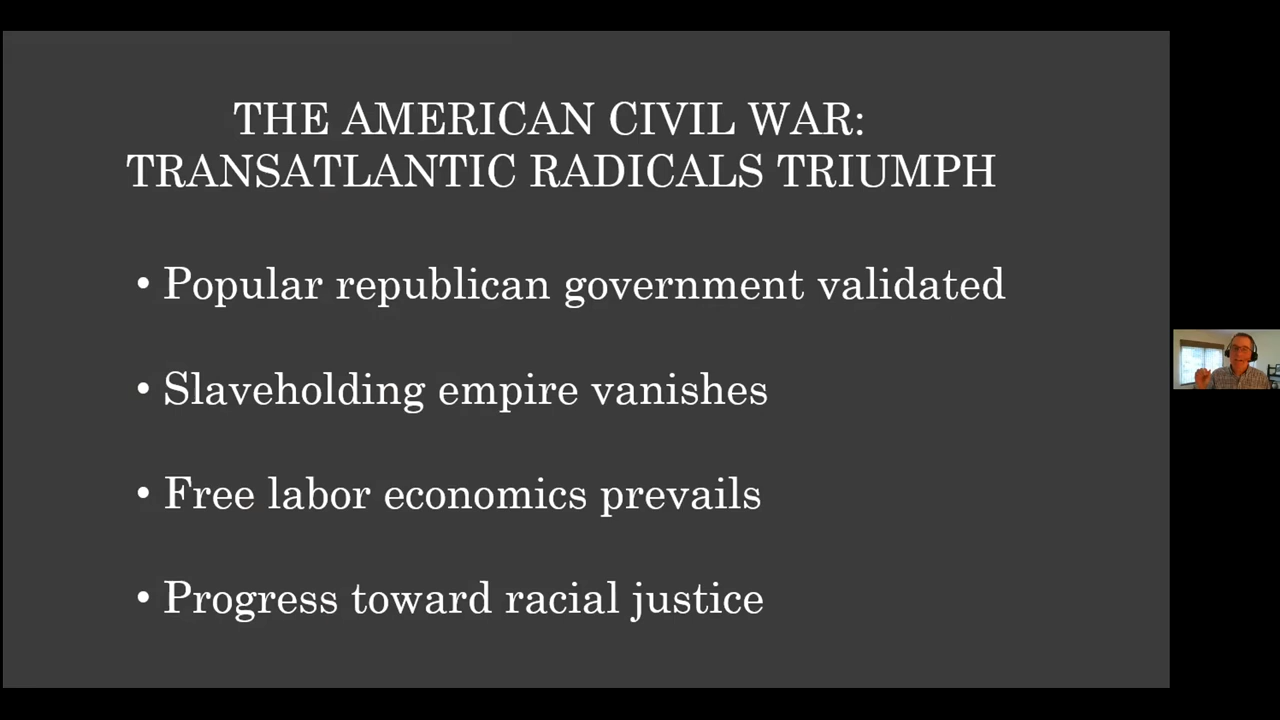 THE AMERICAN CIVIL WAR:
TRANSATLANTIC RADICALS TRIUMPH
• Popular republican government validated
• Slaveholding empire vanishes
• Free labor economics prevails
• Progress toward racial justice